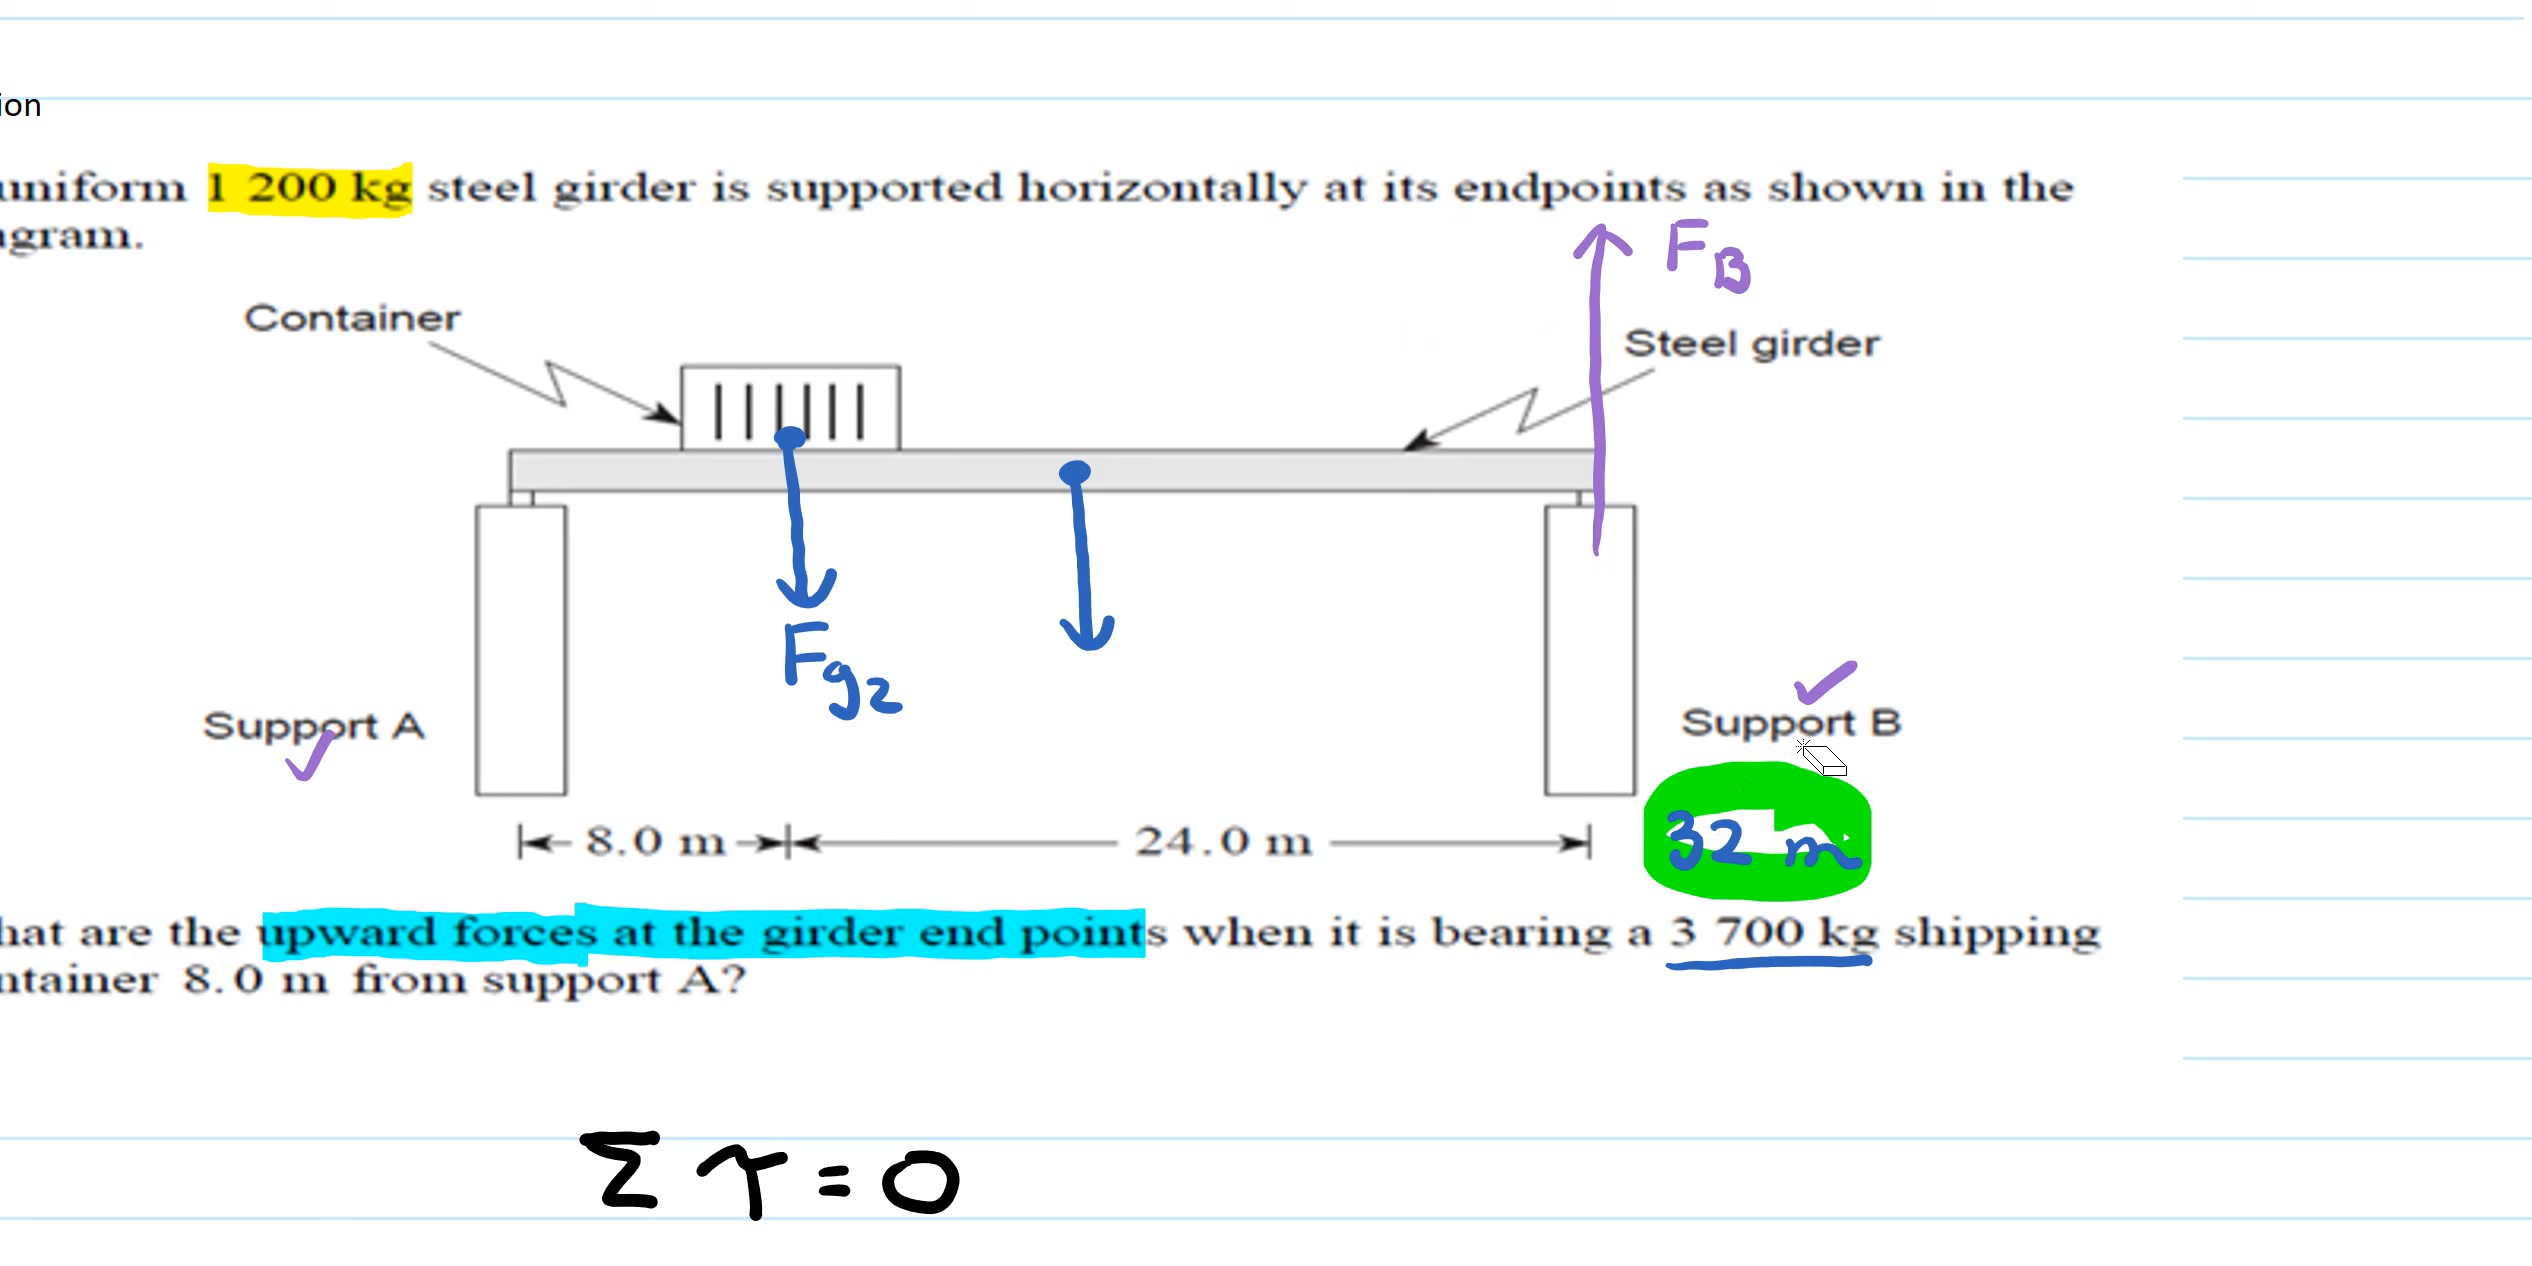 ion
uniform 1 200 kg steel girder is supported horizontally at its endpoints as shown in the
agram.
F_B
Container
Steel girder
F_g2
Support A
Support B
8.0 m
24.0 m
32 m
hat are the upward forces at the girder end points when it is bearing a 3 700 kg shipping
ntainer 8.0 m from support A?
Σ τ = 0